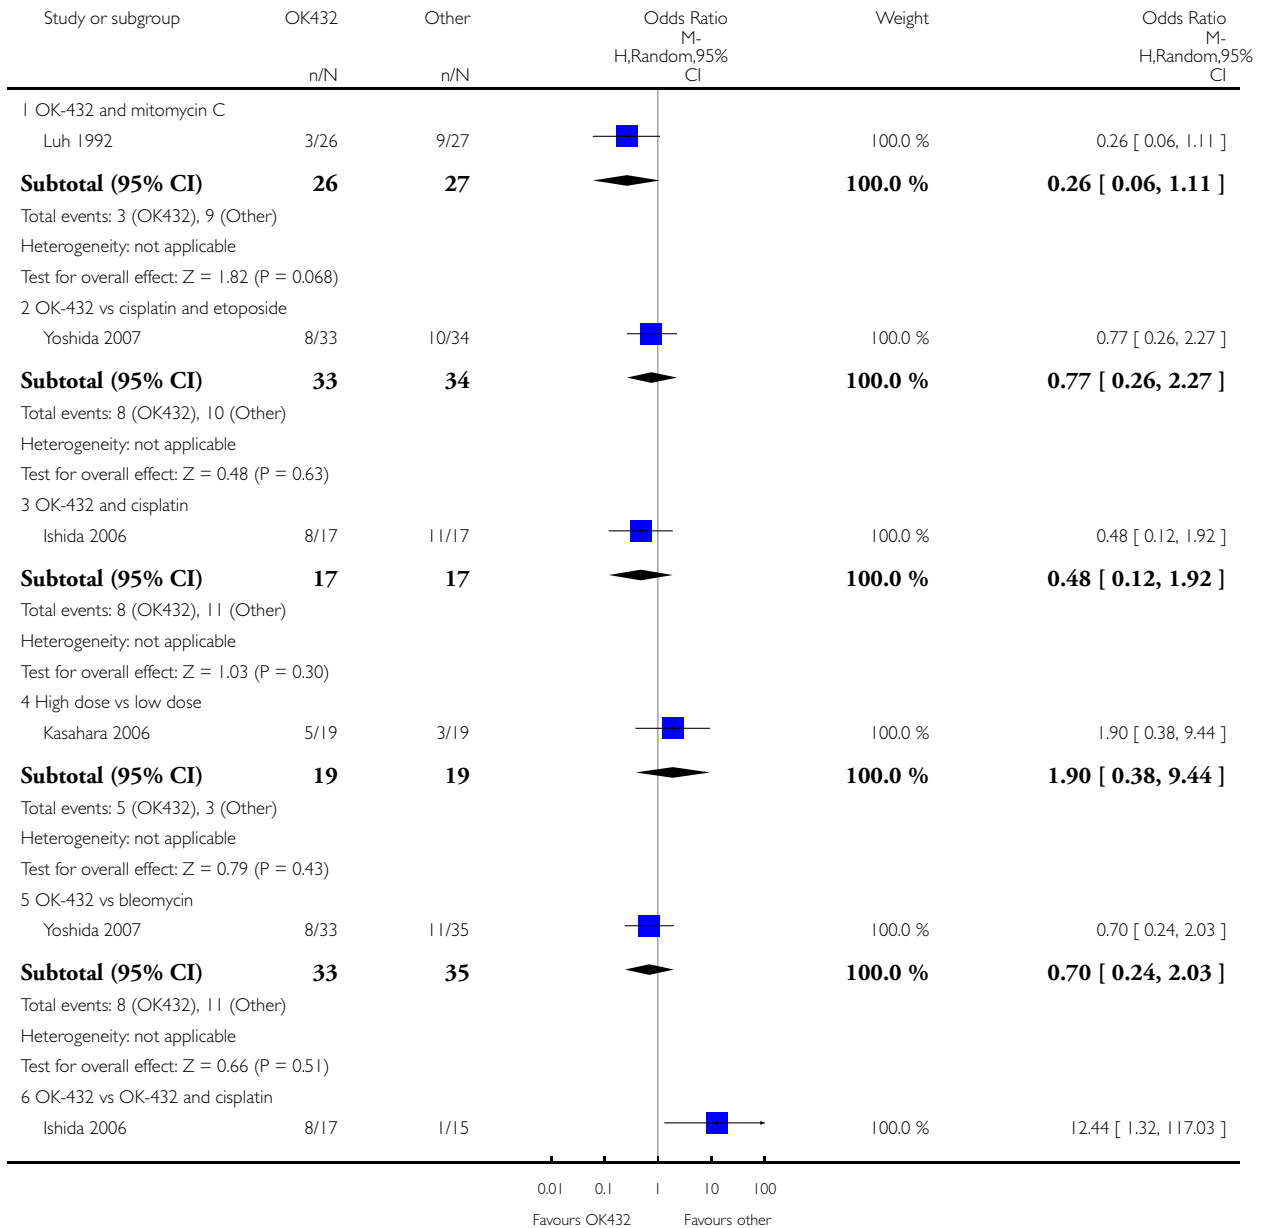 Study or subgroup OK432 Other Odds Ratio Weight Odds Ratio
M- M-
H,Random,95% H,Random,95%
n/N n/N CI CI
1 OK-432 and mitomycin C
Luh 1992 3/26 9/27 100.0 % 0.26 [ 0.06, 1.11 ]
Subtotal (95% CI) 26 27 100.0 % 0.26 [ 0.06, 1.11 ]
Total events: 3 (OK432), 9 (Other)
Heterogeneity: not applicable
Test for overall effect: Z = 1.82 (P = 0.068)
2 OK-432 vs cisplatin and etoposide
Yoshida 2007 8/33 10/34 100.0 % 0.77 [ 0.26, 2.27 ]
Subtotal (95% CI) 33 34 100.0 % 0.77 [ 0.26, 2.27 ]
Total events: 8 (OK432), 10 (Other)
Heterogeneity: not applicable
Test for overall effect: Z = 0.48 (P = 0.63)
3 OK-432 and cisplatin
Ishida 2006 8/17 11/17 100.0 % 0.48 [ 0.12, 1.92 ]
Subtotal (95% CI) 17 17 100.0 % 0.48 [ 0.12, 1.92 ]
Total events: 8 (OK432), 11 (Other)
Heterogeneity: not applicable
Test for overall effect: Z = 1.03 (P = 0.30)
4 High dose vs low dose
Kasahara 2006 5/19 3/19 100.0 % 1.90 [ 0.38, 9.44 ]
Subtotal (95% CI) 19 19 100.0 % 1.90 [ 0.38, 9.44 ]
Total events: 5 (OK432), 3 (Other)
Heterogeneity: not applicable
Test for overall effect: Z = 0.79 (P = 0.43)
5 OK-432 vs bleomycin
Yoshida 2007 8/33 11/35 100.0 % 0.70 [ 0.24, 2.03 ]
Subtotal (95% CI) 33 35 100.0 % 0.70 [ 0.24, 2.03 ]
Total events: 8 (OK432), 11 (Other)
Heterogeneity: not applicable
Test for overall effect: Z = 0.66 (P = 0.51)
6 OK-432 vs OK-432 and cisplatin
Ishida 2006 8/17 1/15 100.0 % 12.44 [ 1.32, 117.03 ]
0.01 0.1 1 10 100
Favours OK432 Favours other